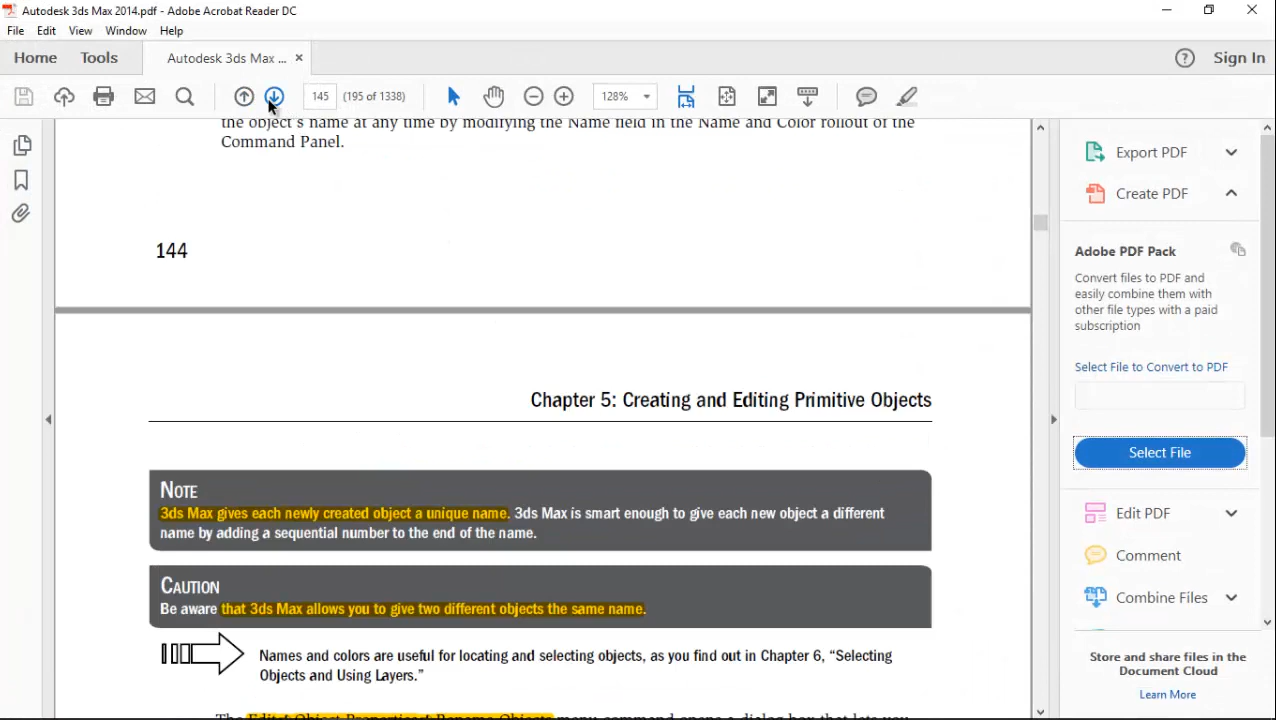 Autodesk 3ds Max 2014.pdf - Adobe Acrobat Reader DC
File Edit View Window Help
Home Tools Autodesk 3ds Max ... × Sign In
145 (195 of 1338) 128%
the object's name at any time by modifying the Name field in the Name and Color rollout of the
Command Panel.
144
Chapter 5: Creating and Editing Primitive Objects
NOTE
3ds Max gives each newly created object a unique name. 3ds Max is smart enough to give each new object a different
name by adding a sequential number to the end of the name.
CAUTION
Be aware that 3ds Max allows you to give two different objects the same name.
Names and colors are useful for locating and selecting objects, as you find out in Chapter 6, “Selecting
Objects and Using Layers.”
menu command opens a dialog box that lets you
Export PDF
Create PDF
Adobe PDF Pack
Convert files to PDF and
easily combine them with
other file types with a paid
subscription
Select File to Convert to PDF
Select File
Edit PDF
Comment
Combine Files
Store and share files in the
Document Cloud
Learn More